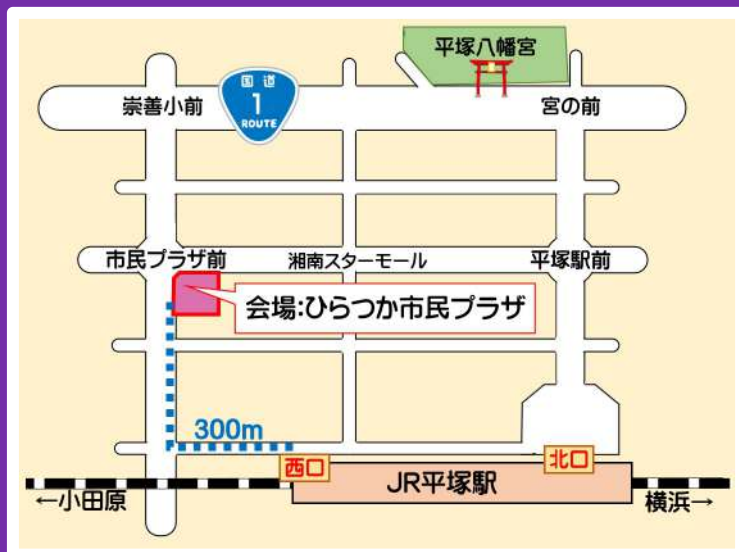 平塚八幡宮
国道
1
ROUTE
崇善小前
宮の前
市民プラザ前
湘南スターモール
平塚駅前
会場:ひらつか市民プラザ
300m
西口
北口
JR平塚駅
←小田原
横浜→